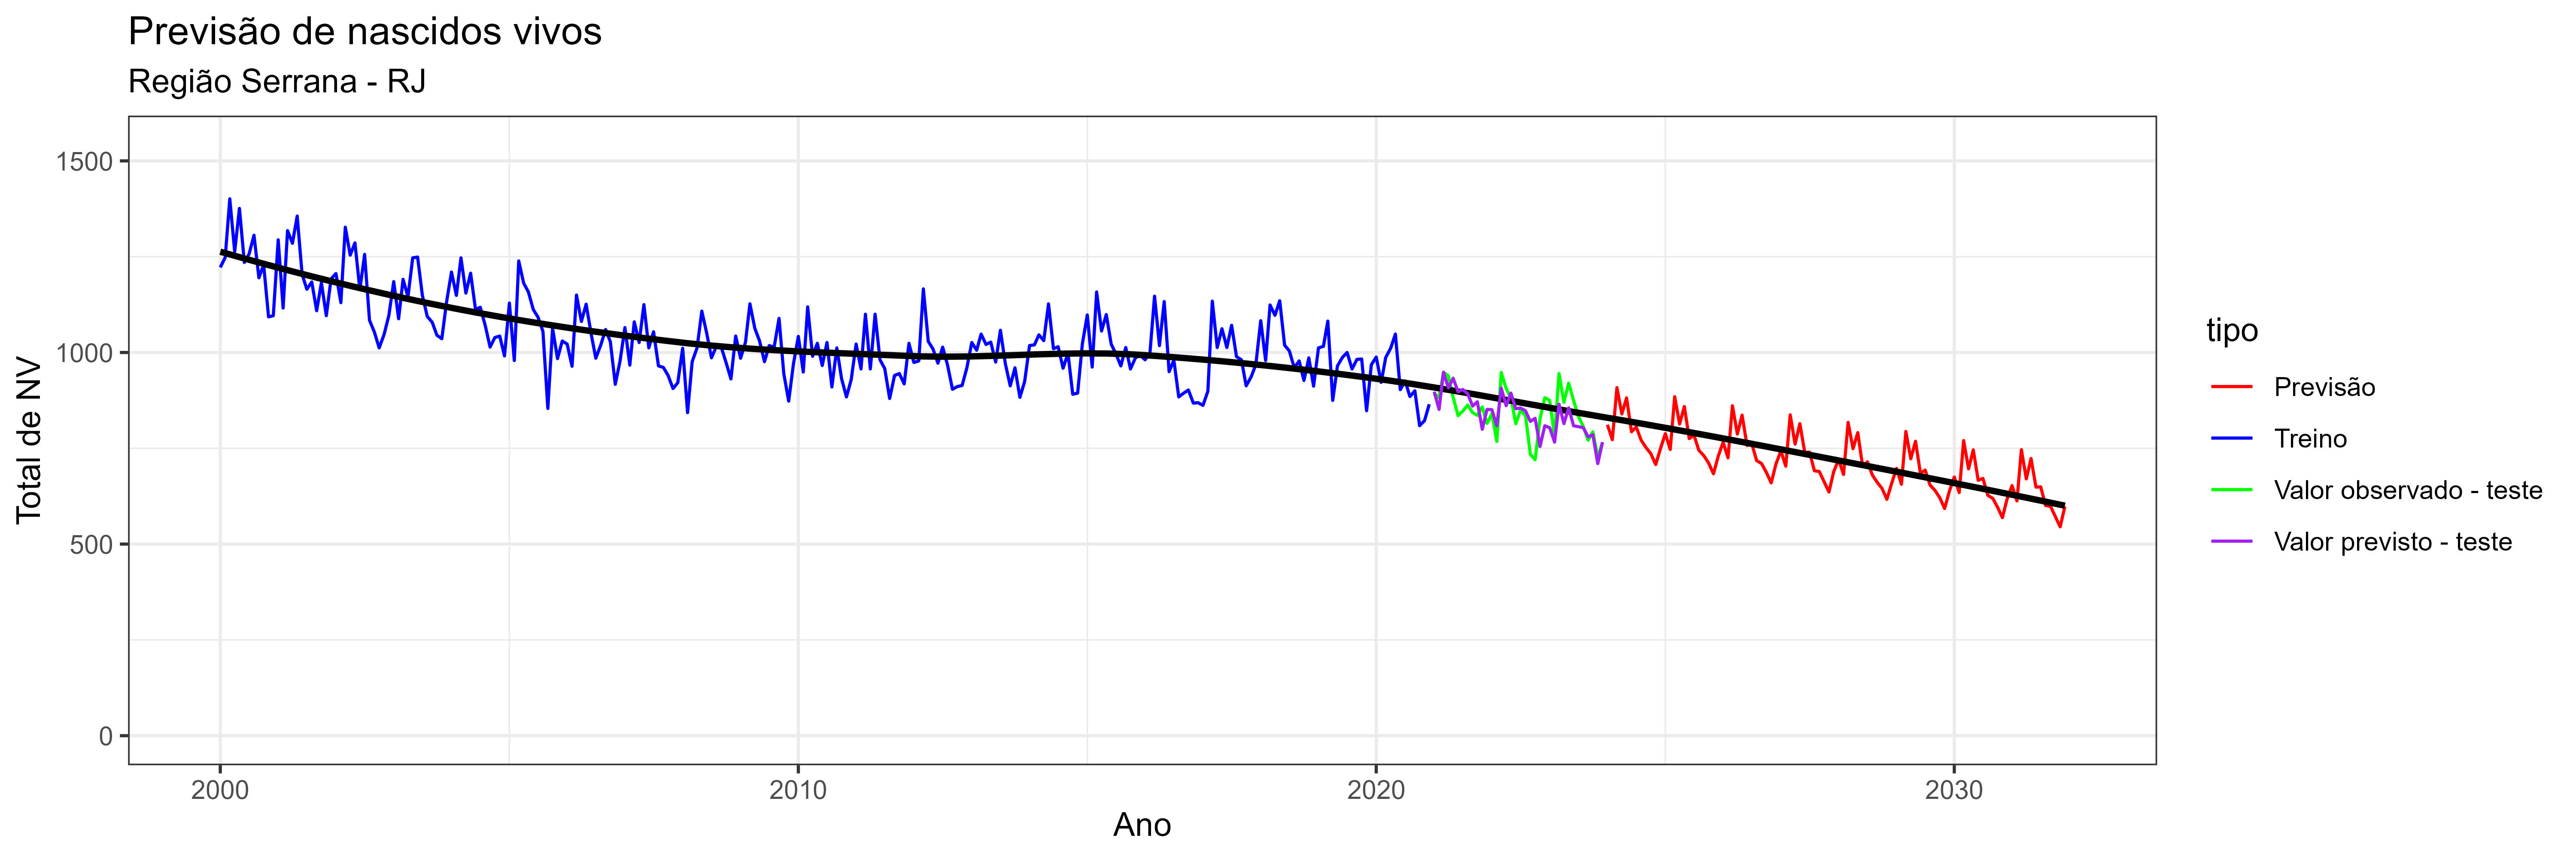 Previsão de nascidos vivos
Região Serrana - RJ
Total de NV
1500
1000
500
0
2000
2010
2020
2030
Ano
tipo
Previsão
Treino
Valor observado - teste
Valor previsto - teste